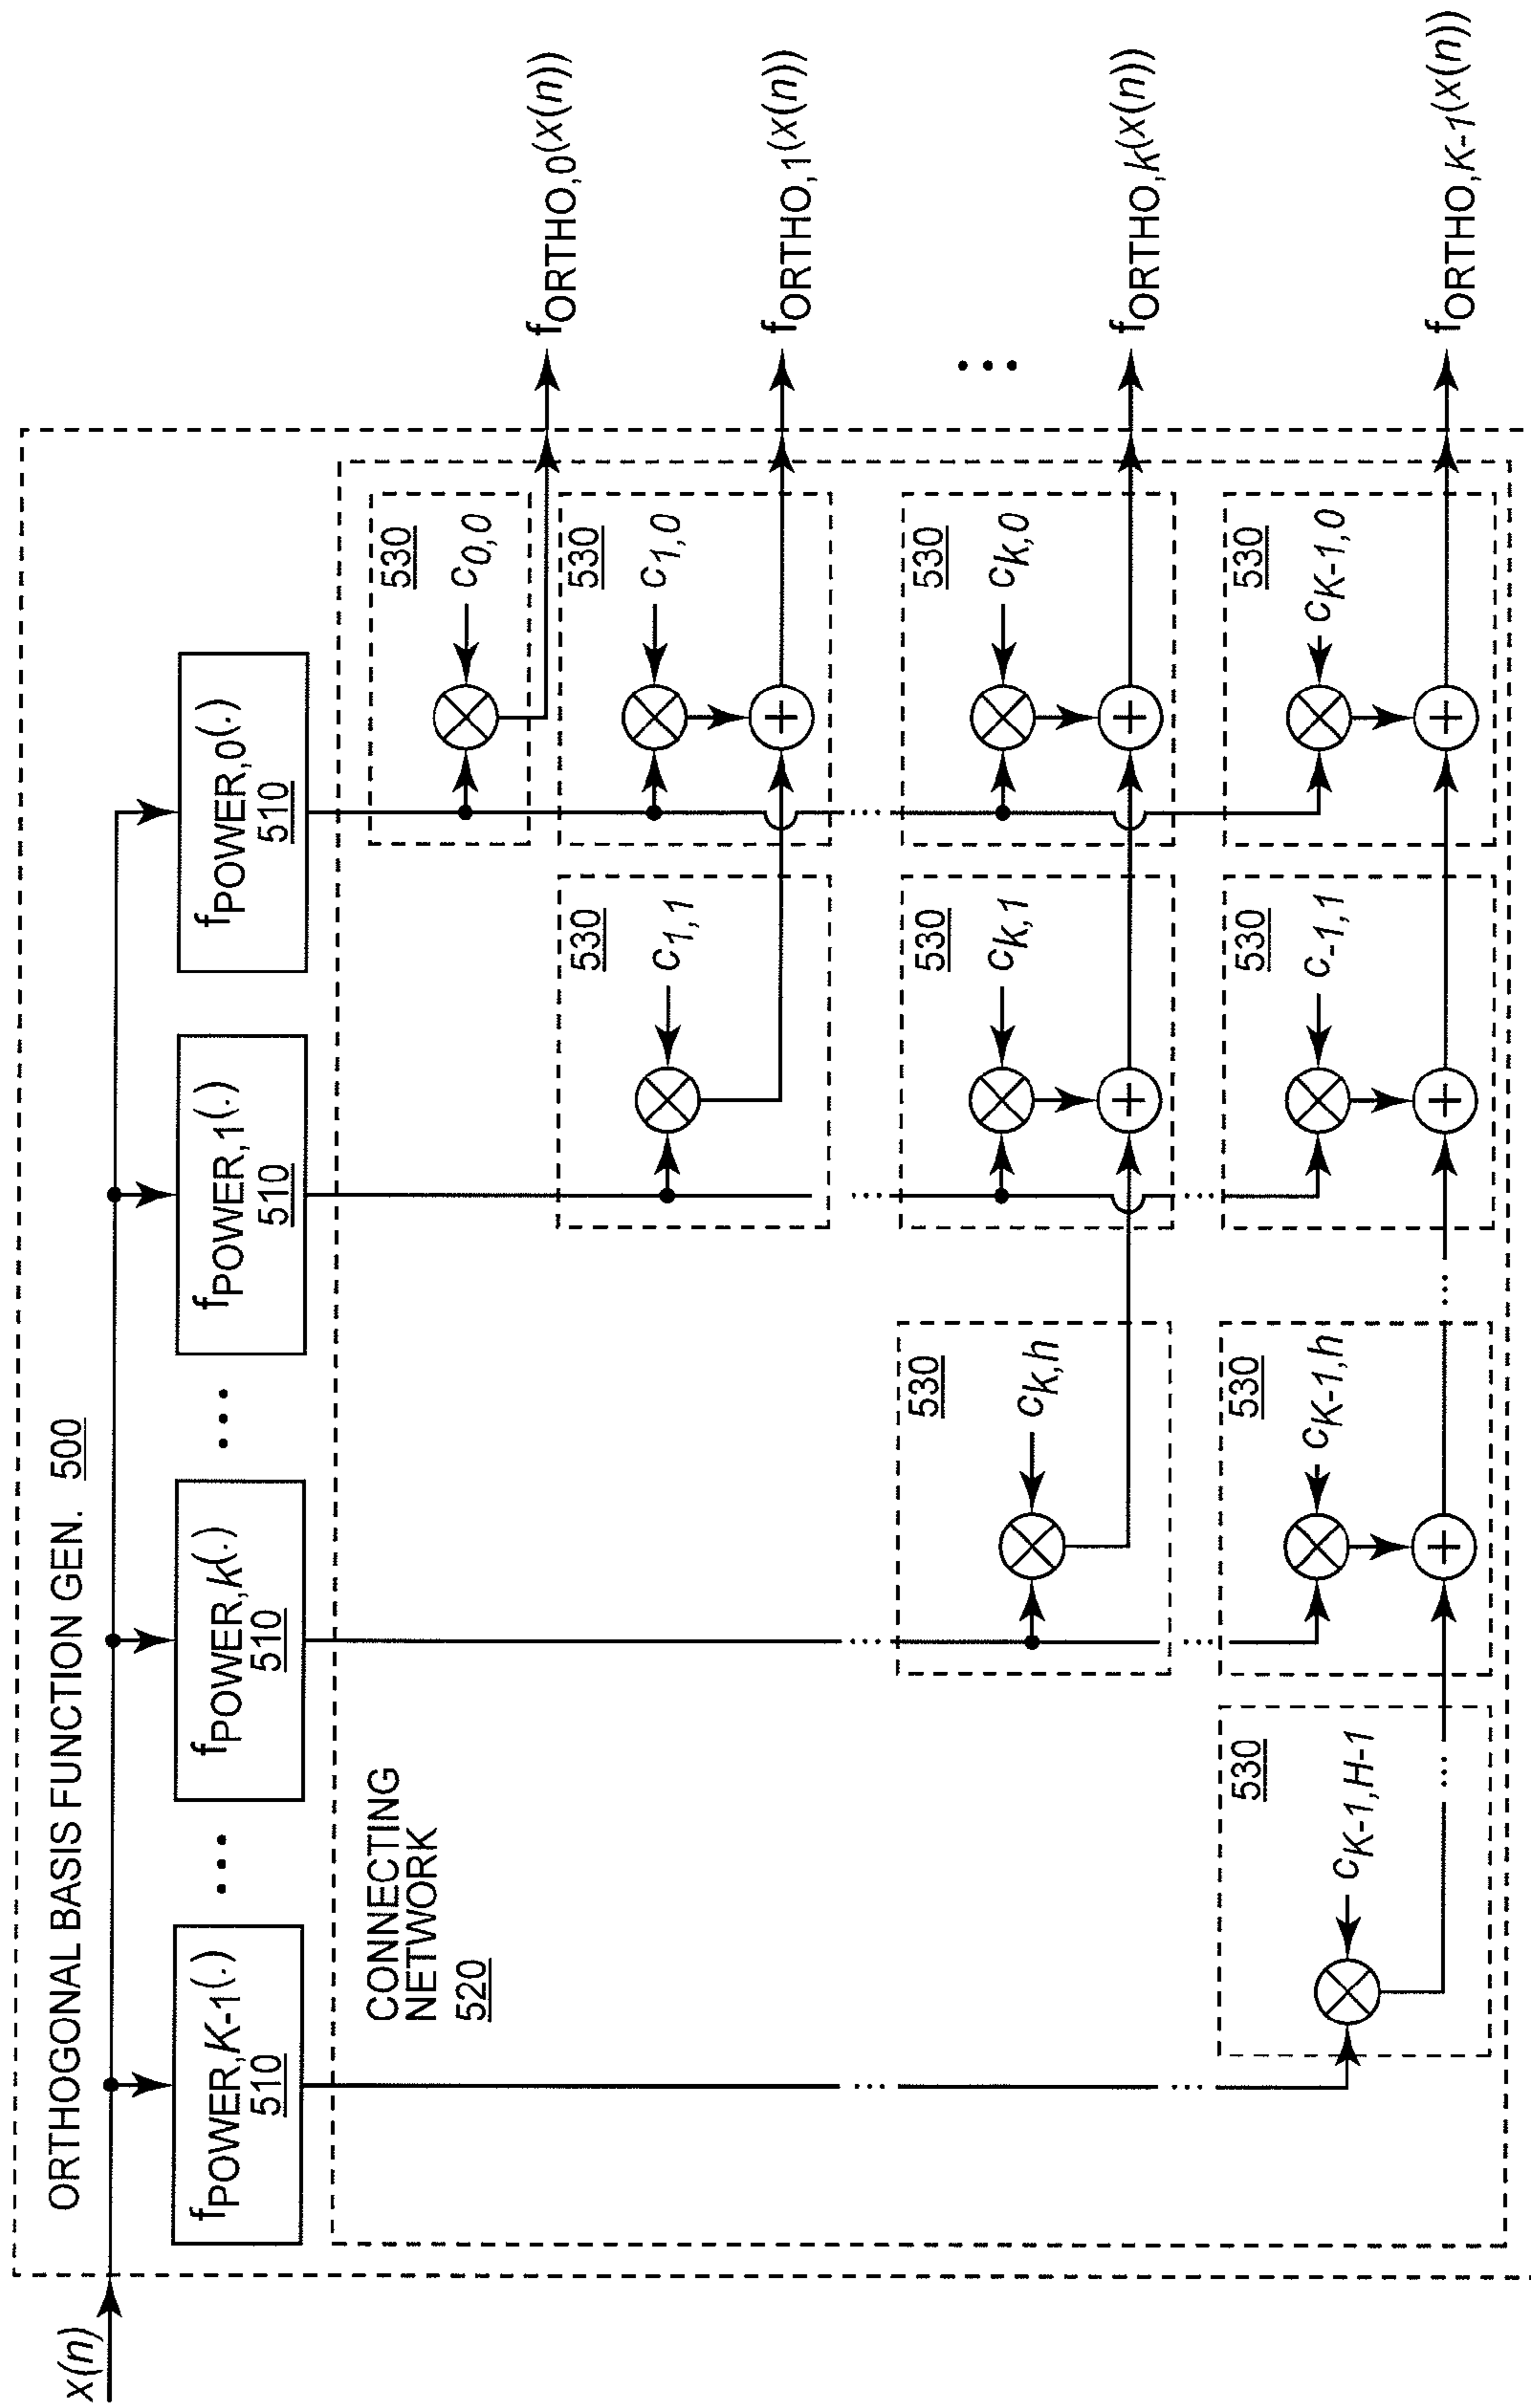 x(n)
ORTHOGONAL BASIS FUNCTION GEN. 500
fPOWER,K-1(.)
510
...
fPOWER,k(.)
510
...
fPOWER,1(.)
510
fPOWER,0(.)
510
CONNECTING
NETWORK
520
530
c0,0
fORTHO,0(x(n))
530
c1,1
530
c1,0
fORTHO,1(x(n))
...
530
ck,h
530
ck,1
530
ck,0
fORTHO,k(x(n))
530
cK-1,H-1
530
cK-1,h
530
c-1,1
530
cK-1,0
fORTHO,K-1(x(n))